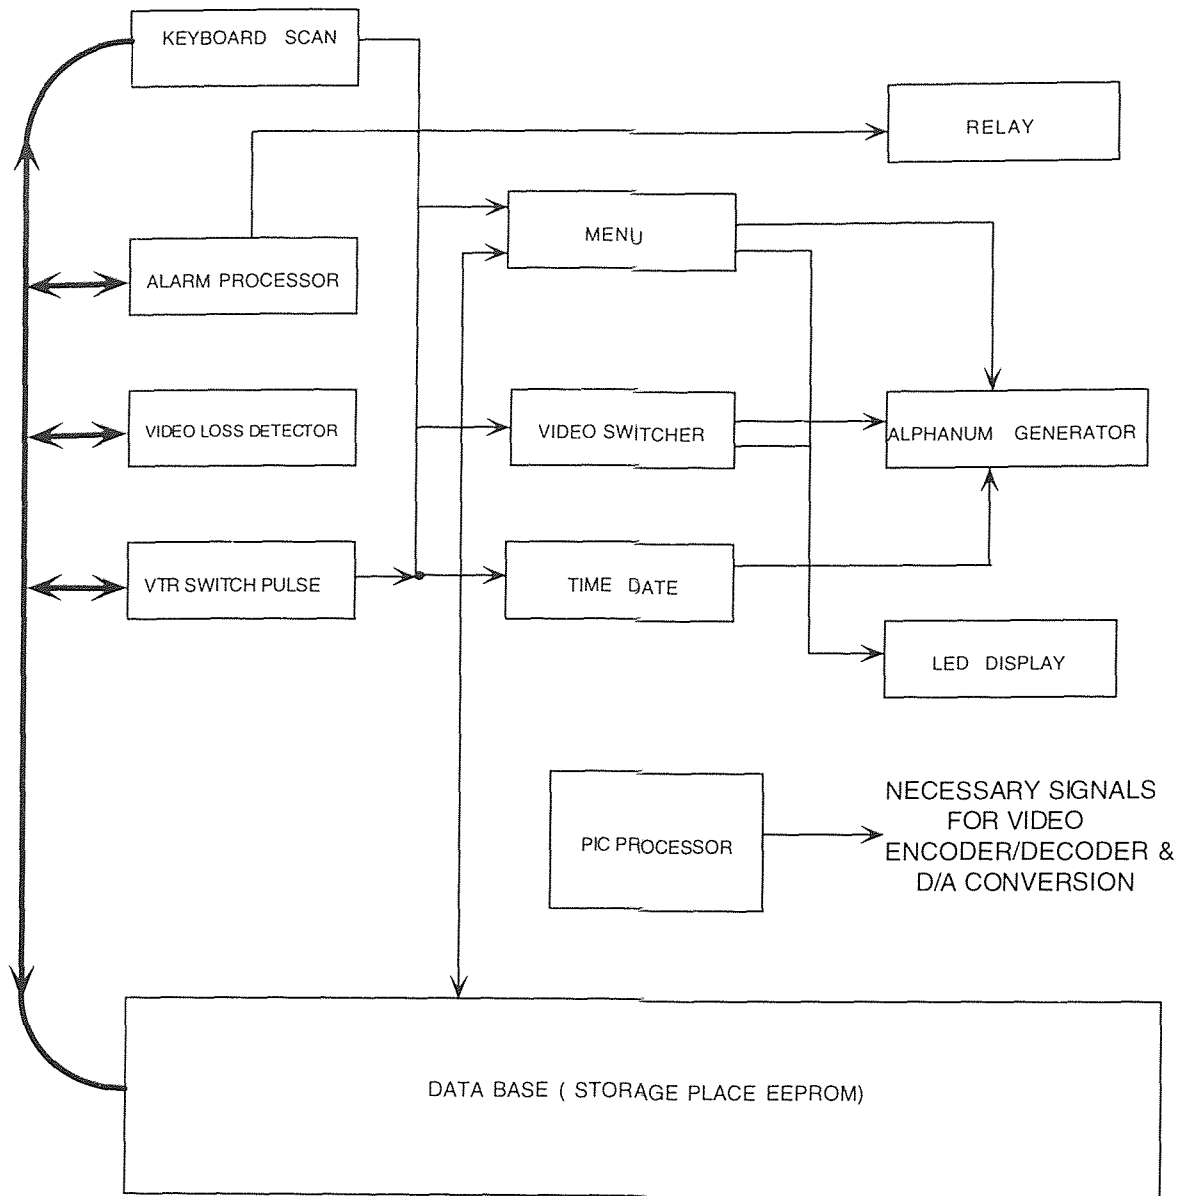 KEYBOARD SCAN
RELAY
MENU
ALARM PROCESSOR
VIDEO LOSS DETECTOR
VIDEO SWITCHER
ALPHANUM GENERATOR
VTR SWITCH PULSE
TIME DATE
LED DISPLAY
PIC PROCESSOR
NECESSARY SIGNALS
FOR VIDEO
ENCODER/DECODER &
D/A CONVERSION
DATA BASE ( STORAGE PLACE EEPROM)